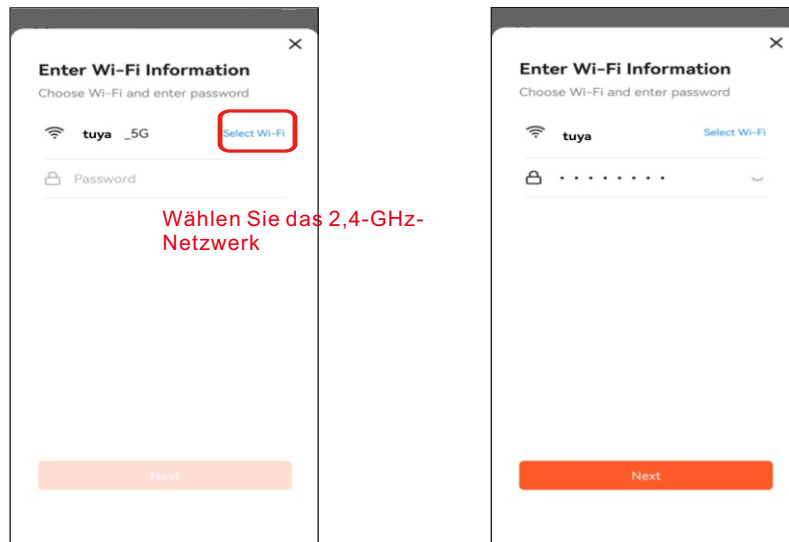 Enter Wi-Fi Information
Choose Wi-Fi and enter password
tuya _5G Select Wi-Fi
Password
Wählen Sie das 2,4-GHz-
Netzwerk
Next
Enter Wi-Fi Information
Choose Wi-Fi and enter password
tuya Select Wi-Fi
Next